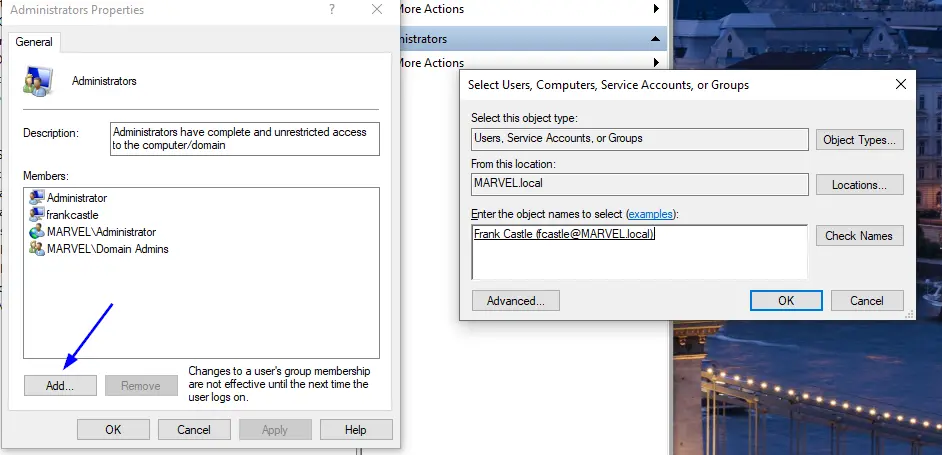 Administrators Properties
?
General
Administrators
Description:
Administrators have complete and unrestricted access
to the computer/domain
Members:
Administrator
frankcastle
MARVEL\Administrator
MARVEL\Domain Admins
Add...
Remove
Changes to a user's group membership
are not effective until the next time the
user logs on.
OK
Cancel
Apply
Help
More Actions
nistrators
More Actions
Select Users, Computers, Service Accounts, or Groups
Select this object type:
Users, Service Accounts, or Groups
Object Types...
From this location:
MARVEL.local
Locations...
Enter the object names to select (examples):
Frank Castle (fcastle@MARVEL.local)
Check Names
Advanced...
OK
Cancel